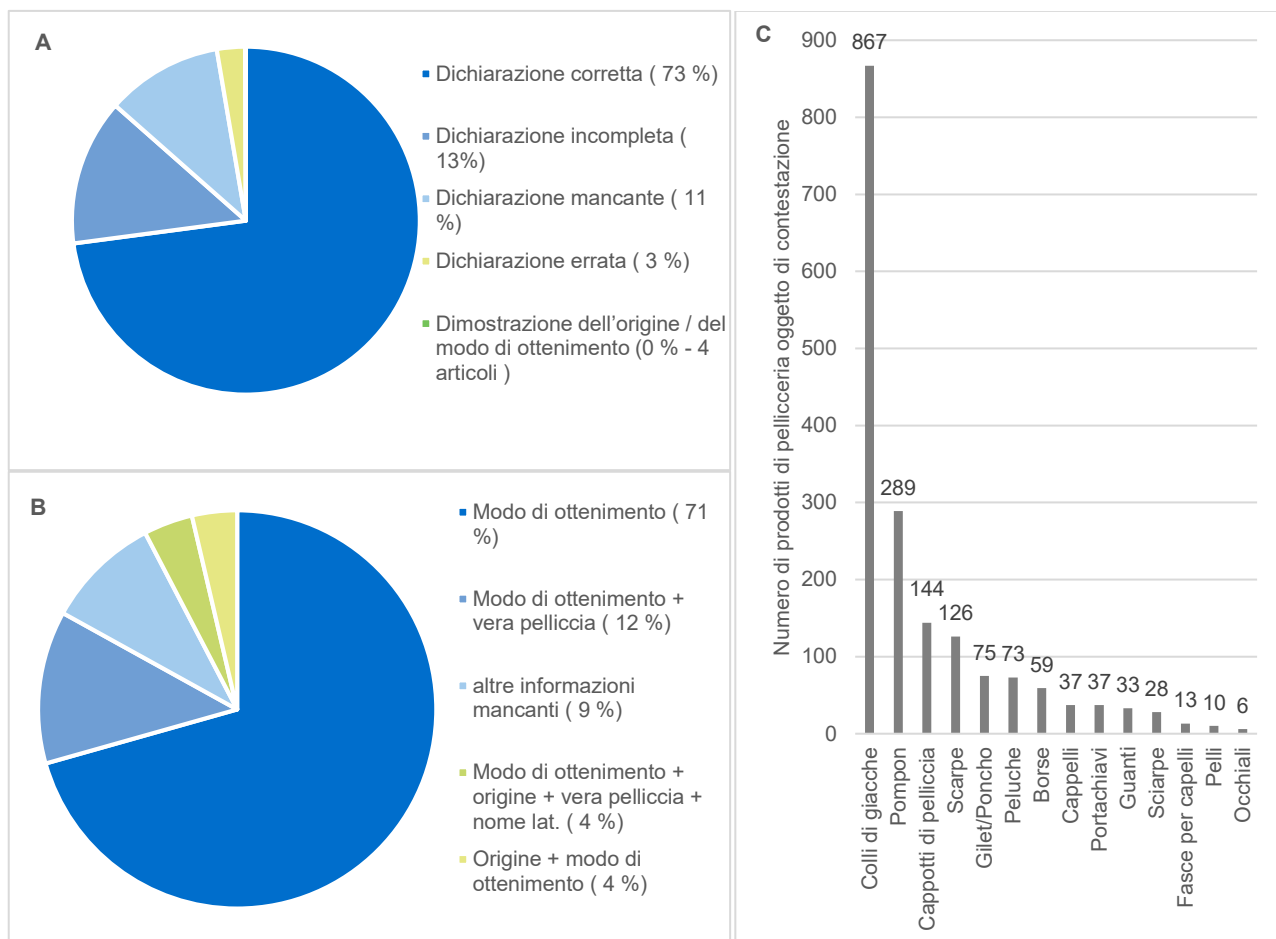 A
Dichiarazione corretta ( 73 %)
Dichiarazione incompleta (
13%)
Dichiarazione mancante ( 11
%)
Dichiarazione errata ( 3 %)
Dimostrazione dell'origine / del
modo di ottenimento (0 % - 4
articoli )
B
Modo di ottenimento ( 71
%)
Modo di ottenimento +
vera pelliccia ( 12 %)
altre informazioni
mancanti ( 9 %)
Modo di ottenimento +
origine + vera pelliccia +
nome lat. ( 4 %)
Origine + modo di
ottenimento ( 4 %)
C
Numero di prodotti di pellicceria oggetto di contestazione
900
800
700
600
500
400
300
200
100
0
867
289
144
126
75
73
59
37
37
33
28
13
10
6
Colli di giacche
Pompon
Cappotti di pelliccia
Scarpe
Gilet/Poncho
Peluche
Borse
Cappelli
Portachiavi
Guanti
Sciarpe
Fasce per capelli
Pelli
Occhiali